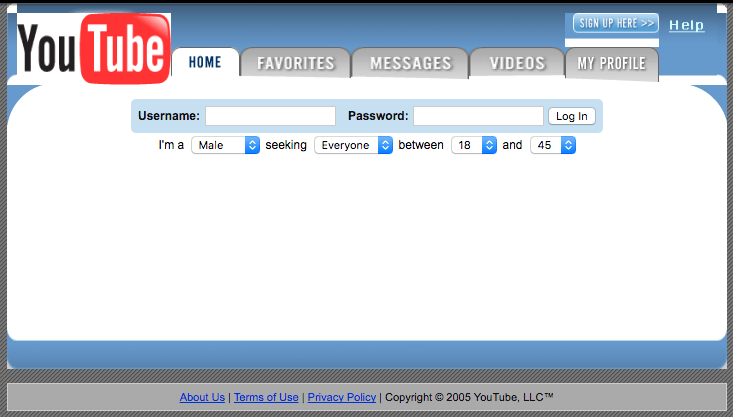 YouTube
SIGN UP HERE >> Help
HOME FAVORITES MESSAGES VIDEOS MY PROFILE
Username: Password: Log In
I'm a Male seeking Everyone between 18 and 45
About Us | Terms of Use | Privacy Policy | Copyright © 2005 YouTube, LLC™